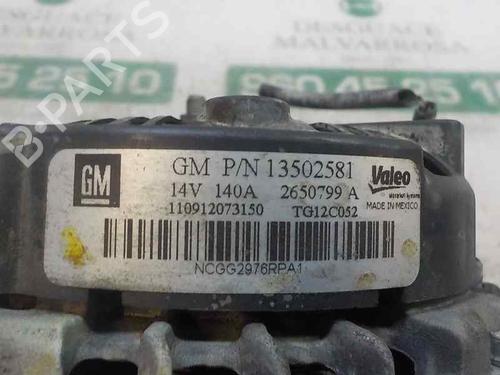 DESGUACE
MALVARROSA
B-PARTS
GM
GM P/N 13502581
14V 140A 2650799 A
110912073150 TG12C052
Valeo
MADE IN MEXICO
NCGG2976RPA1